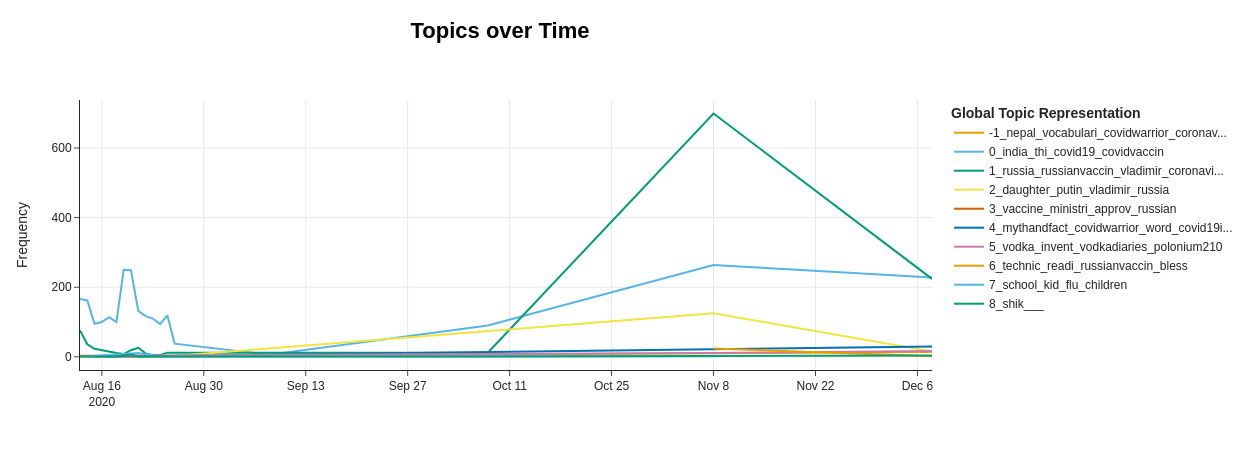 Topics over Time
Global Topic Representation
-1_nepal_vocabulari_covidwarrior_coronav...
0_india_thi_covid19_covidvaccin
1_russia_russianvaccin_vladimir_coronavi...
2_daughter_putin_vladimir_russia
3_vaccine_ministri_approv_russian
4_mythandfact_covidwarrior_word_covid19i...
5_vodka_invent_vodkadiaries_polonium210
6_technic_readi_russianvaccin_bless
7_school_kid_flu_children
8_shik___
Frequency
600
400
200
0
Aug 16 Aug 30 Sep 13 Sep 27 Oct 11 Oct 25 Nov 8 Nov 22 Dec 6
2020